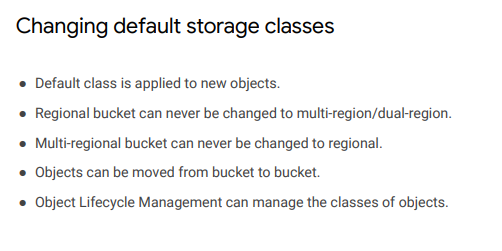 Changing default storage classes
● Default class is applied to new objects.
● Regional bucket can never be changed to multi-region/dual-region.
● Multi-regional bucket can never be changed to regional.
● Objects can be moved from bucket to bucket.
● Object Lifecycle Management can manage the classes of objects.